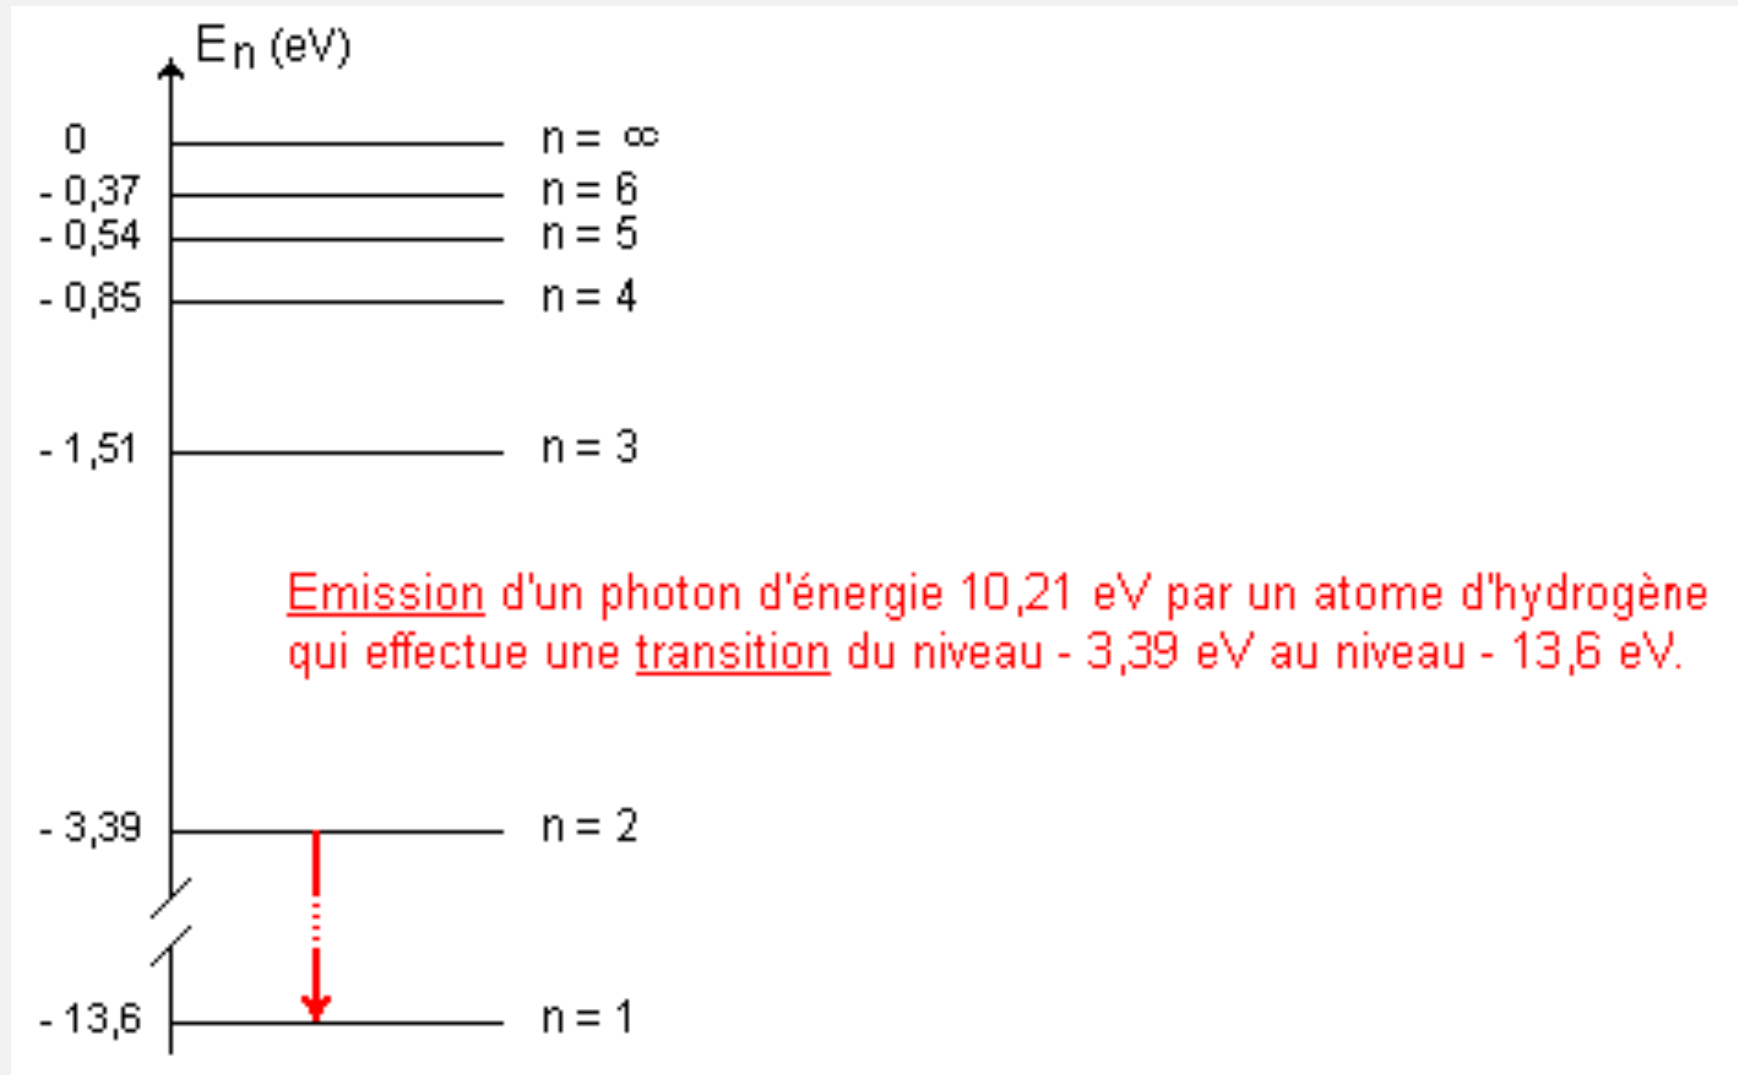 En (eV)
0 n = ∞
- 0,37 n = 6
- 0,54 n = 5
- 0,85 n = 4
- 1,51 n = 3
Emission d'un photon d'énergie 10,21 eV par un atome d'hydrogène
qui effectue une transition du niveau - 3,39 eV au niveau - 13,6 eV.
- 3,39 n = 2
- 13,6 n = 1